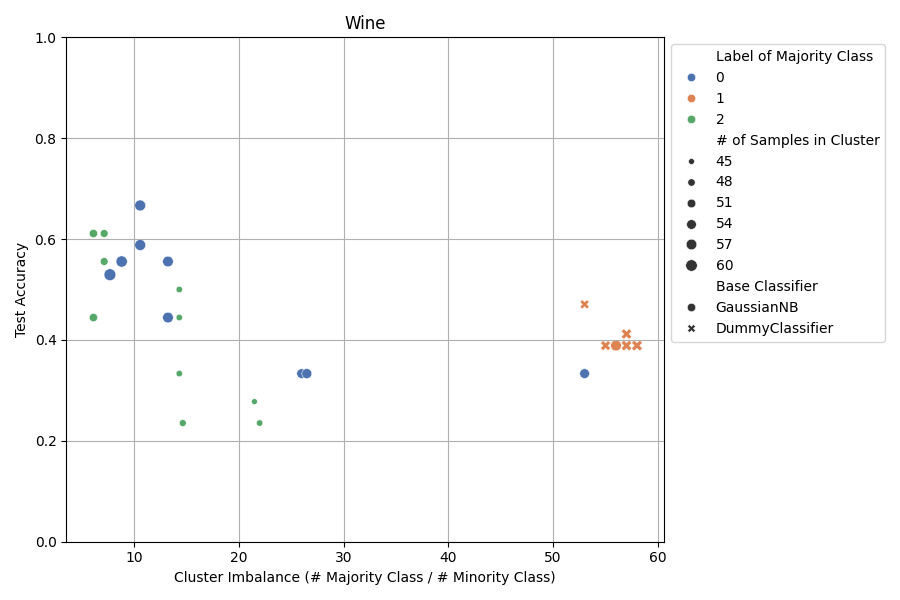 Wine
Test Accuracy
1.0
0.8
0.6
0.4
0.2
0.0
10
20
30
40
50
60
Cluster Imbalance (# Majority Class / # Minority Class)
Label of Majority Class
0
1
2
# of Samples in Cluster
45
48
51
54
57
60
Base Classifier
GaussianNB
DummyClassifier